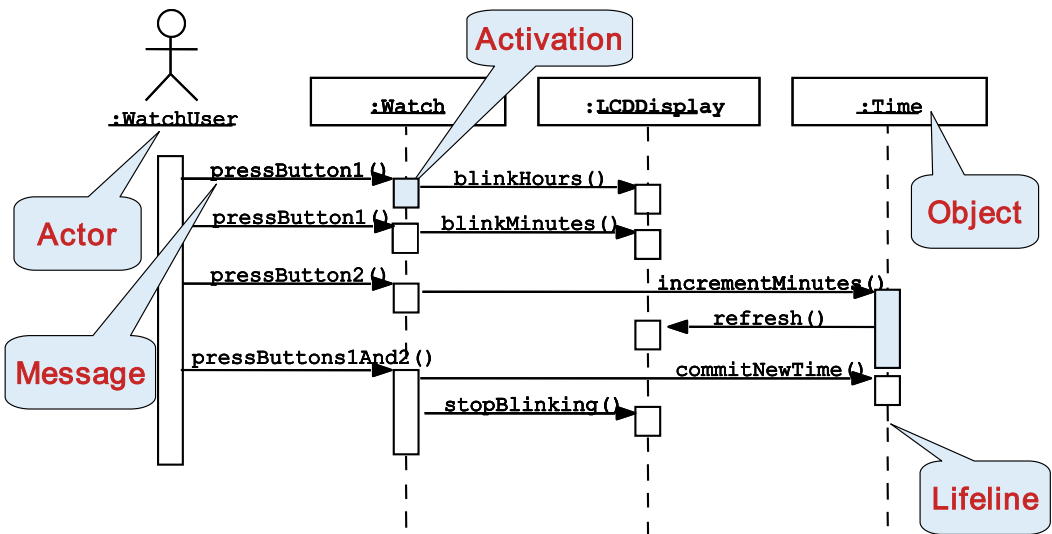 Activation
:WatchUser
:Watch
:LCDDisplay
:Time
pressButton1()
blinkHours()
Actor
pressButton1()
blinkMinutes()
Object
pressButton2()
incrementMinutes()
refresh()
Message
pressButtons1And2()
commitNewTime()
stopBlinking()
Lifeline